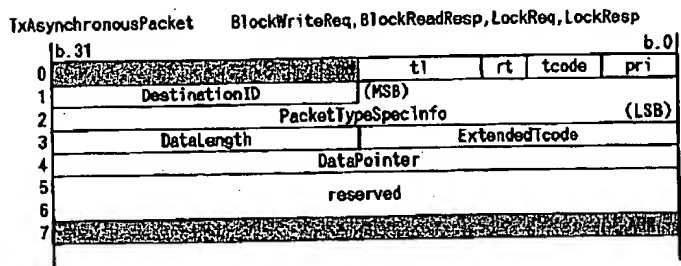 TxAsynchronousPacket BlockWriteReq,BlockReadResp,LockReq,LockResp
b.31 b.0
0 tl rt tcode pri
1 DestinationID (MSB)
2 PacketTypeSpecInfo (LSB)
3 DataLength ExtendedTcode
4 DataPointer
5
reserved
6
7